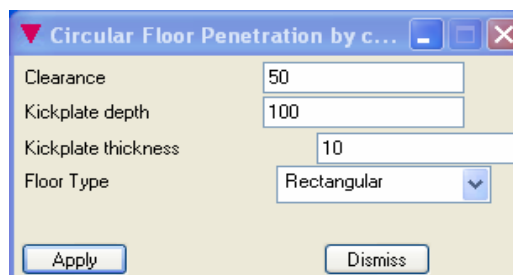 Circular Floor Penetration by c...
Clearance 50
Kickplate depth 100
Kickplate thickness 10
Floor Type Rectangular
Apply Dismiss